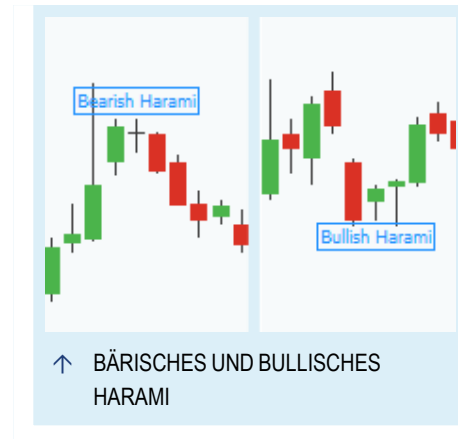 Bearish Harami
Bullish Harami
↑ BÄRISCHES UND BULLISCHES
HARAMI